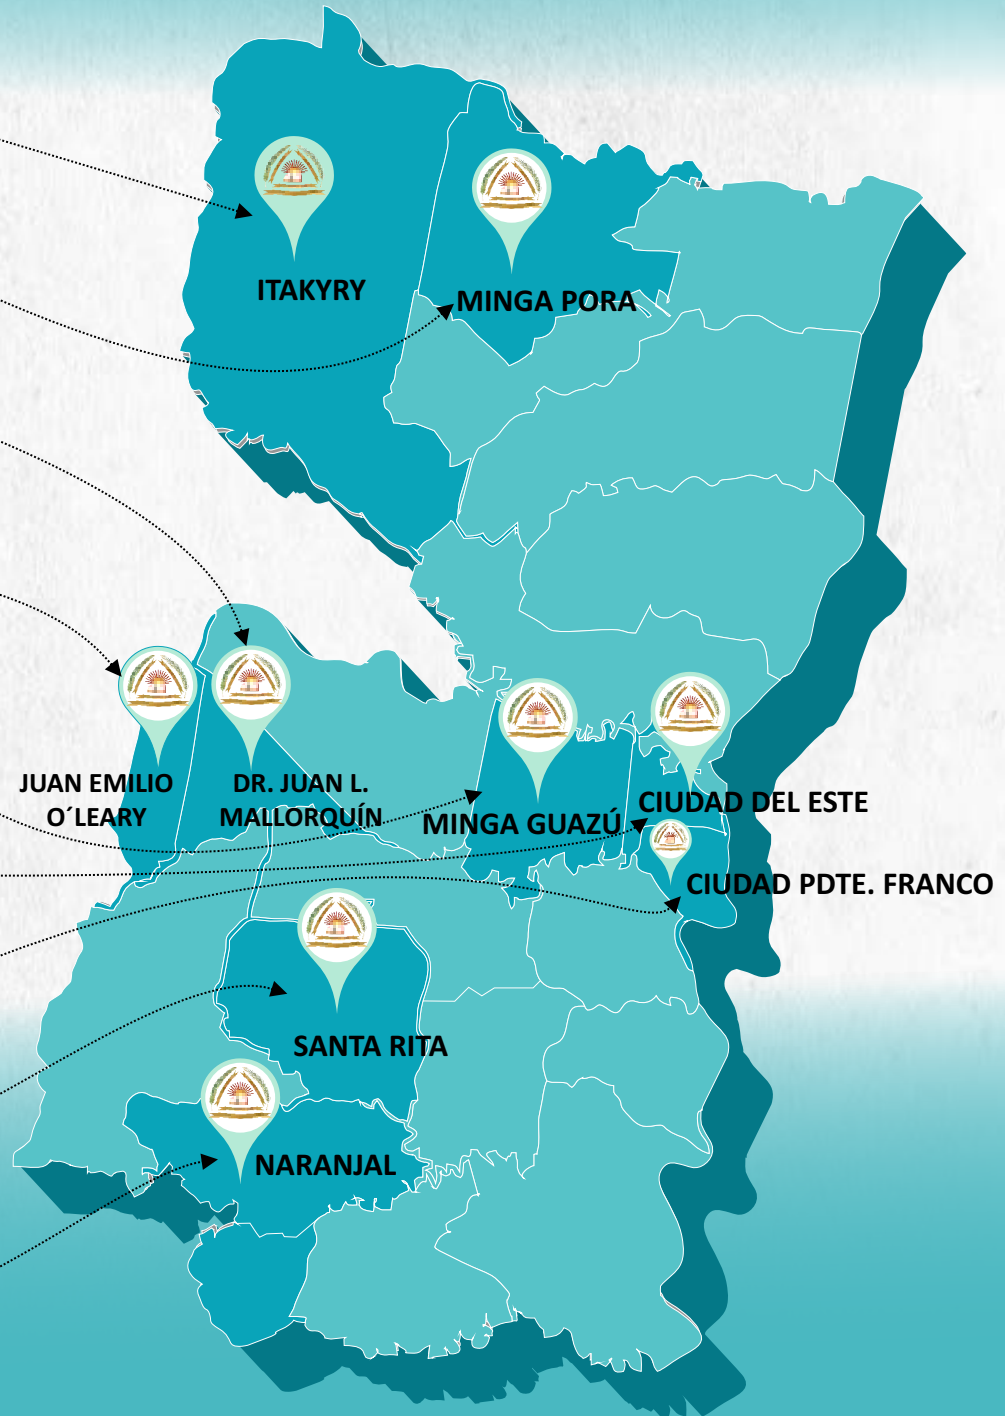 ITAKYRY
MINGA PORA
JUAN EMILIO
O´LEARY
DR. JUAN L.
MALLORQUÍN
MINGA GUAZÚ
CIUDAD DEL ESTE
CIUDAD PDTE. FRANCO
SANTA RITA
NARANJAL